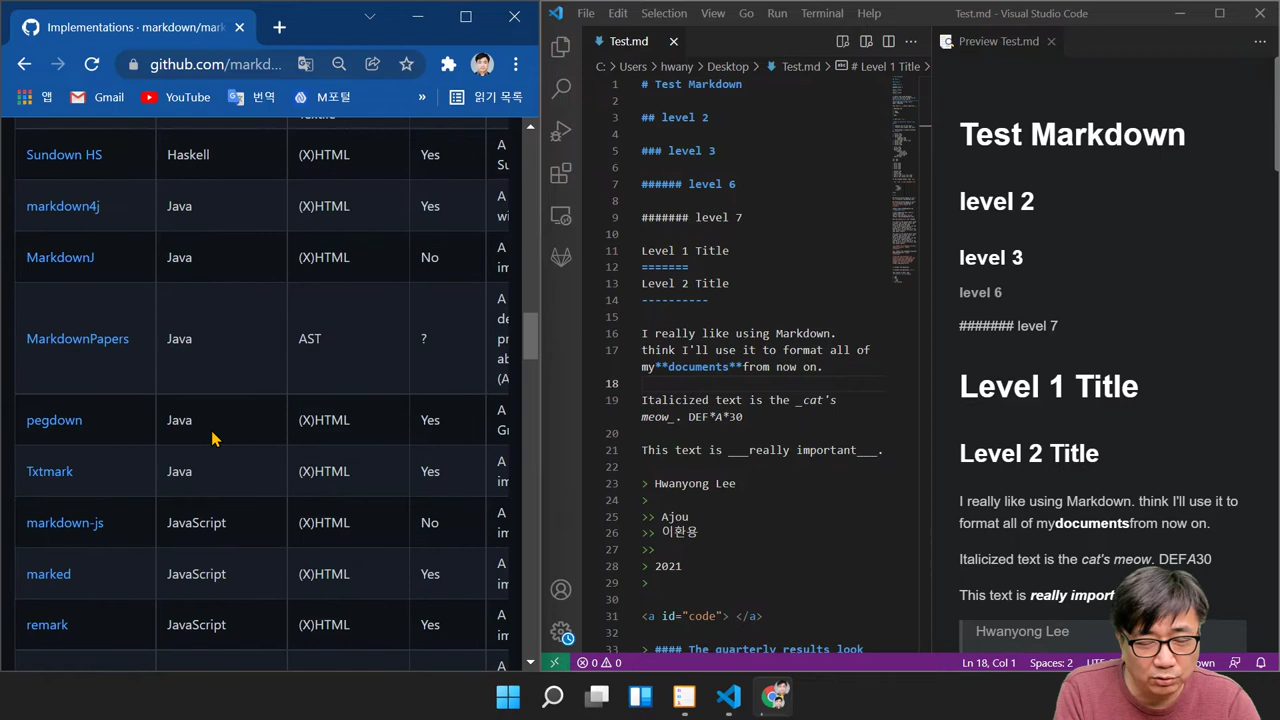 Implementations · markdown/mark
github.com/markd...
앱
Gmail
번역
M포털
»
읽기 목록
Sundown HS Haskell (X)HTML Yes
markdown4j Java (X)HTML Yes
MarkdownJ Java (X)HTML No
MarkdownPapers Java AST ?
pegdown Java (X)HTML Yes
Txtmark Java (X)HTML Yes
markdown-js JavaScript (X)HTML No
marked JavaScript (X)HTML Yes
remark JavaScript (X)HTML Yes
File Edit Selection View Go Run Terminal Help
Test.md - Visual Studio Code
Test.md
C: > Users > hwany > Desktop > Test.md > # Level 1 Title
1 # Test Markdown
2
3 ## level 2
4
5 ### level 3
6
7 ###### level 6
8
9 ####### level 7
10
11 Level 1 Title
12 =======
13 Level 2 Title
14 ----------
15
16 I really like using Markdown.
17 think I'll use it to format all of
my**documents**from now on.
18
19 Italicized text is the _cat's
meow_. DEF*A*30
20
21 This text is ___really important___.
22
23 > Hwanyong Lee
24 >
25 >> Ajou
26 >> 이환용
27 >>
28 > 2021
29 >
30
31 <a id="code"> </a>
32
33 > #### The quarterly results look
0 0
Ln 18, Col 1 Spaces: 2
Preview Test.md
Test Markdown
level 2
level 3
level 6
####### level 7
Level 1 Title
Level 2 Title
I really like using Markdown. think I'll use it to
format all of mydocumentsfrom now on.
Italicized text is the cat's meow. DEFA30
This text is really import
Hwanyong Lee